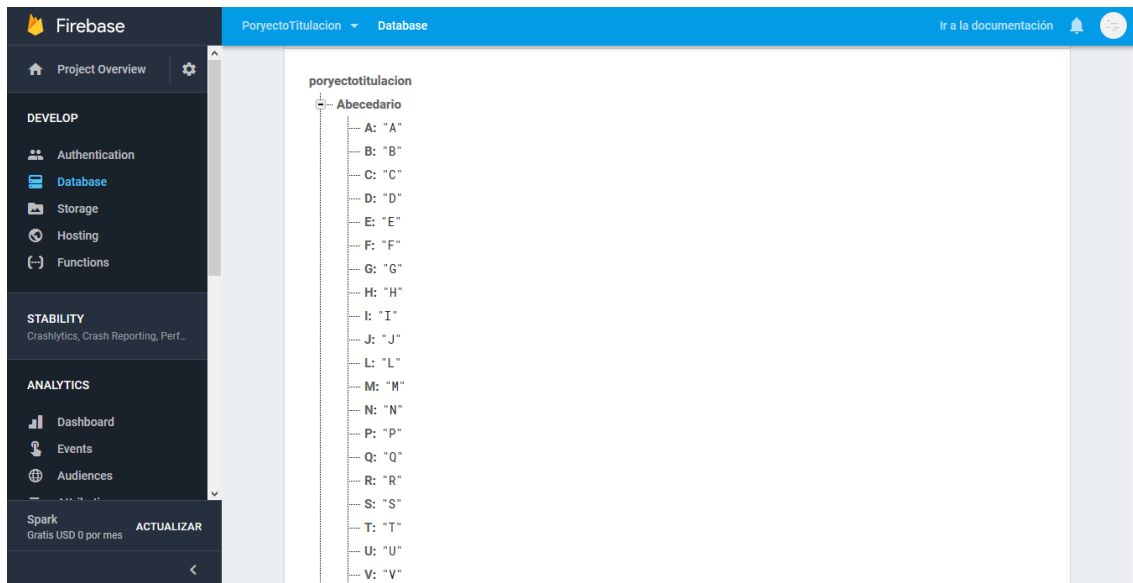 Firebase
PoryectoTitulacion Database Ir a la documentación
Project Overview
DEVELOP
Authentication
Database
Storage
Hosting
Functions
STABILITY
Crashlytics, Crash Reporting, Perf...
ANALYTICS
Dashboard
Events
Audiences
Spark
Gratis USD 0 por mes
ACTUALIZAR
poryectotitulacion
Abecedario
A: "A"
B: "B"
C: "C"
D: "D"
E: "E"
F: "F"
G: "G"
H: "H"
I: "I"
J: "J"
L: "L"
M: "M"
N: "N"
P: "P"
Q: "Q"
R: "R"
S: "S"
T: "T"
U: "U"
V: "V"